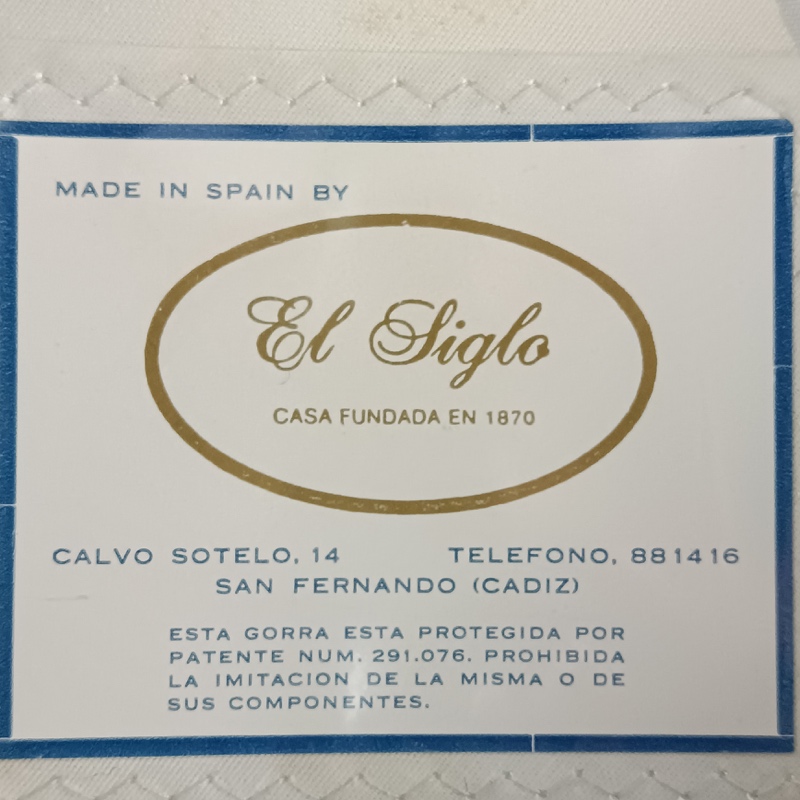 MADE IN SPAIN BY
El Siglo
CASA FUNDADA EN 1870
CALVO SOTELO, 14 TELEFONO, 881416
SAN FERNANDO (CADIZ)
ESTA GORRA ESTA PROTEGIDA POR
PATENTE NUM. 291.076. PROHIBIDA
LA IMITACION DE LA MISMA O DE
SUS COMPONENTES.